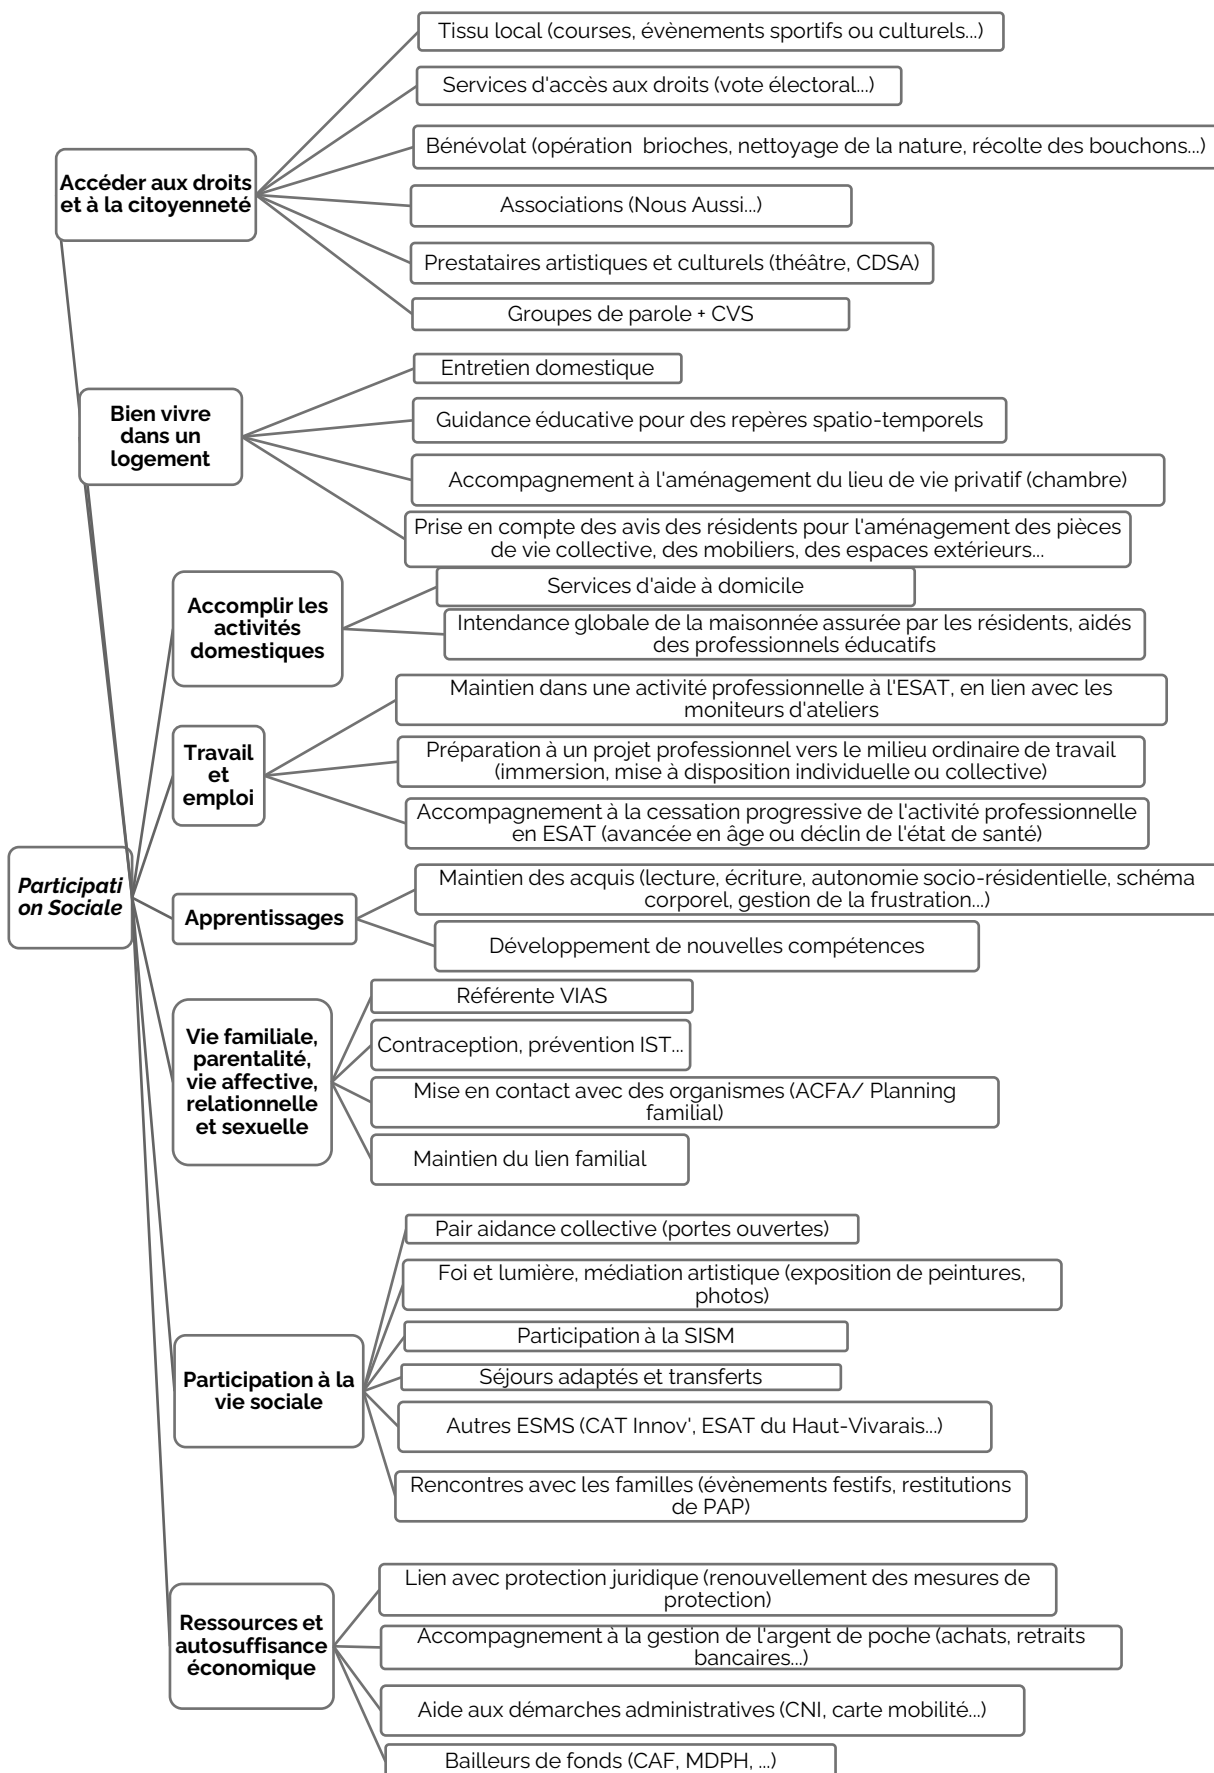 Participati
on Sociale
Accéder aux droits
et à la citoyenneté
Tissu local (courses, évènements sportifs ou culturels...)
Services d'accès aux droits (vote électoral...)
Bénévolat (opération  brioches, nettoyage de la nature, récolte des bouchons...)
Associations (Nous Aussi...)
Prestataires artistiques et culturels (théâtre, CDSA)
Groupes de parole + CVS
Bien vivre
dans un
logement
Entretien domestique
Guidance éducative pour des repères spatio-temporels
Accompagnement à l'aménagement du lieu de vie privatif (chambre)
Prise en compte des avis des résidents pour l'aménagement des pièces
de vie collective, des mobiliers, des espaces extérieurs...
Accomplir les
activités
domestiques
Services d'aide à domicile
Intendance globale de la maisonnée assurée par les résidents, aidés
des professionnels éducatifs
Travail
et
emploi
Maintien dans une activité professionnelle à l'ESAT, en lien avec les
moniteurs d'ateliers
Préparation à un projet professionnel vers le milieu ordinaire de travail
(immersion, mise à disposition individuelle ou collective)
Accompagnement à la cessation progressive de l'activité professionnelle
en ESAT (avancée en âge ou déclin de l'état de santé)
Apprentissages
Maintien des acquis (lecture, écriture, autonomie socio-résidentielle, schéma
corporel, gestion de la frustration...)
Développement de nouvelles compétences
Vie familiale,
parentalité,
vie affective,
relationnelle
et sexuelle
Référente VIAS
Contraception, prévention IST...
Mise en contact avec des organismes (ACFA/ Planning
familial)
Maintien du lien familial
Participation à la
vie sociale
Pair aidance collective (portes ouvertes)
Foi et lumière, médiation artistique (exposition de peintures,
photos)
Participation à la SISM
Séjours adaptés et transferts
Autres ESMS (CAT Innov', ESAT du Haut-Vivarais...)
Rencontres avec les familles (évènements festifs, restitutions
de PAP)
Ressources et
autosuffisance
économique
Lien avec protection juridique (renouvellement des mesures de
protection)
Accompagnement à la gestion de l'argent de poche (achats, retraits
bancaires...)
Aide aux démarches administratives (CNI, carte mobilité...)
Bailleurs de fonds (CAF, MDPH, ...)